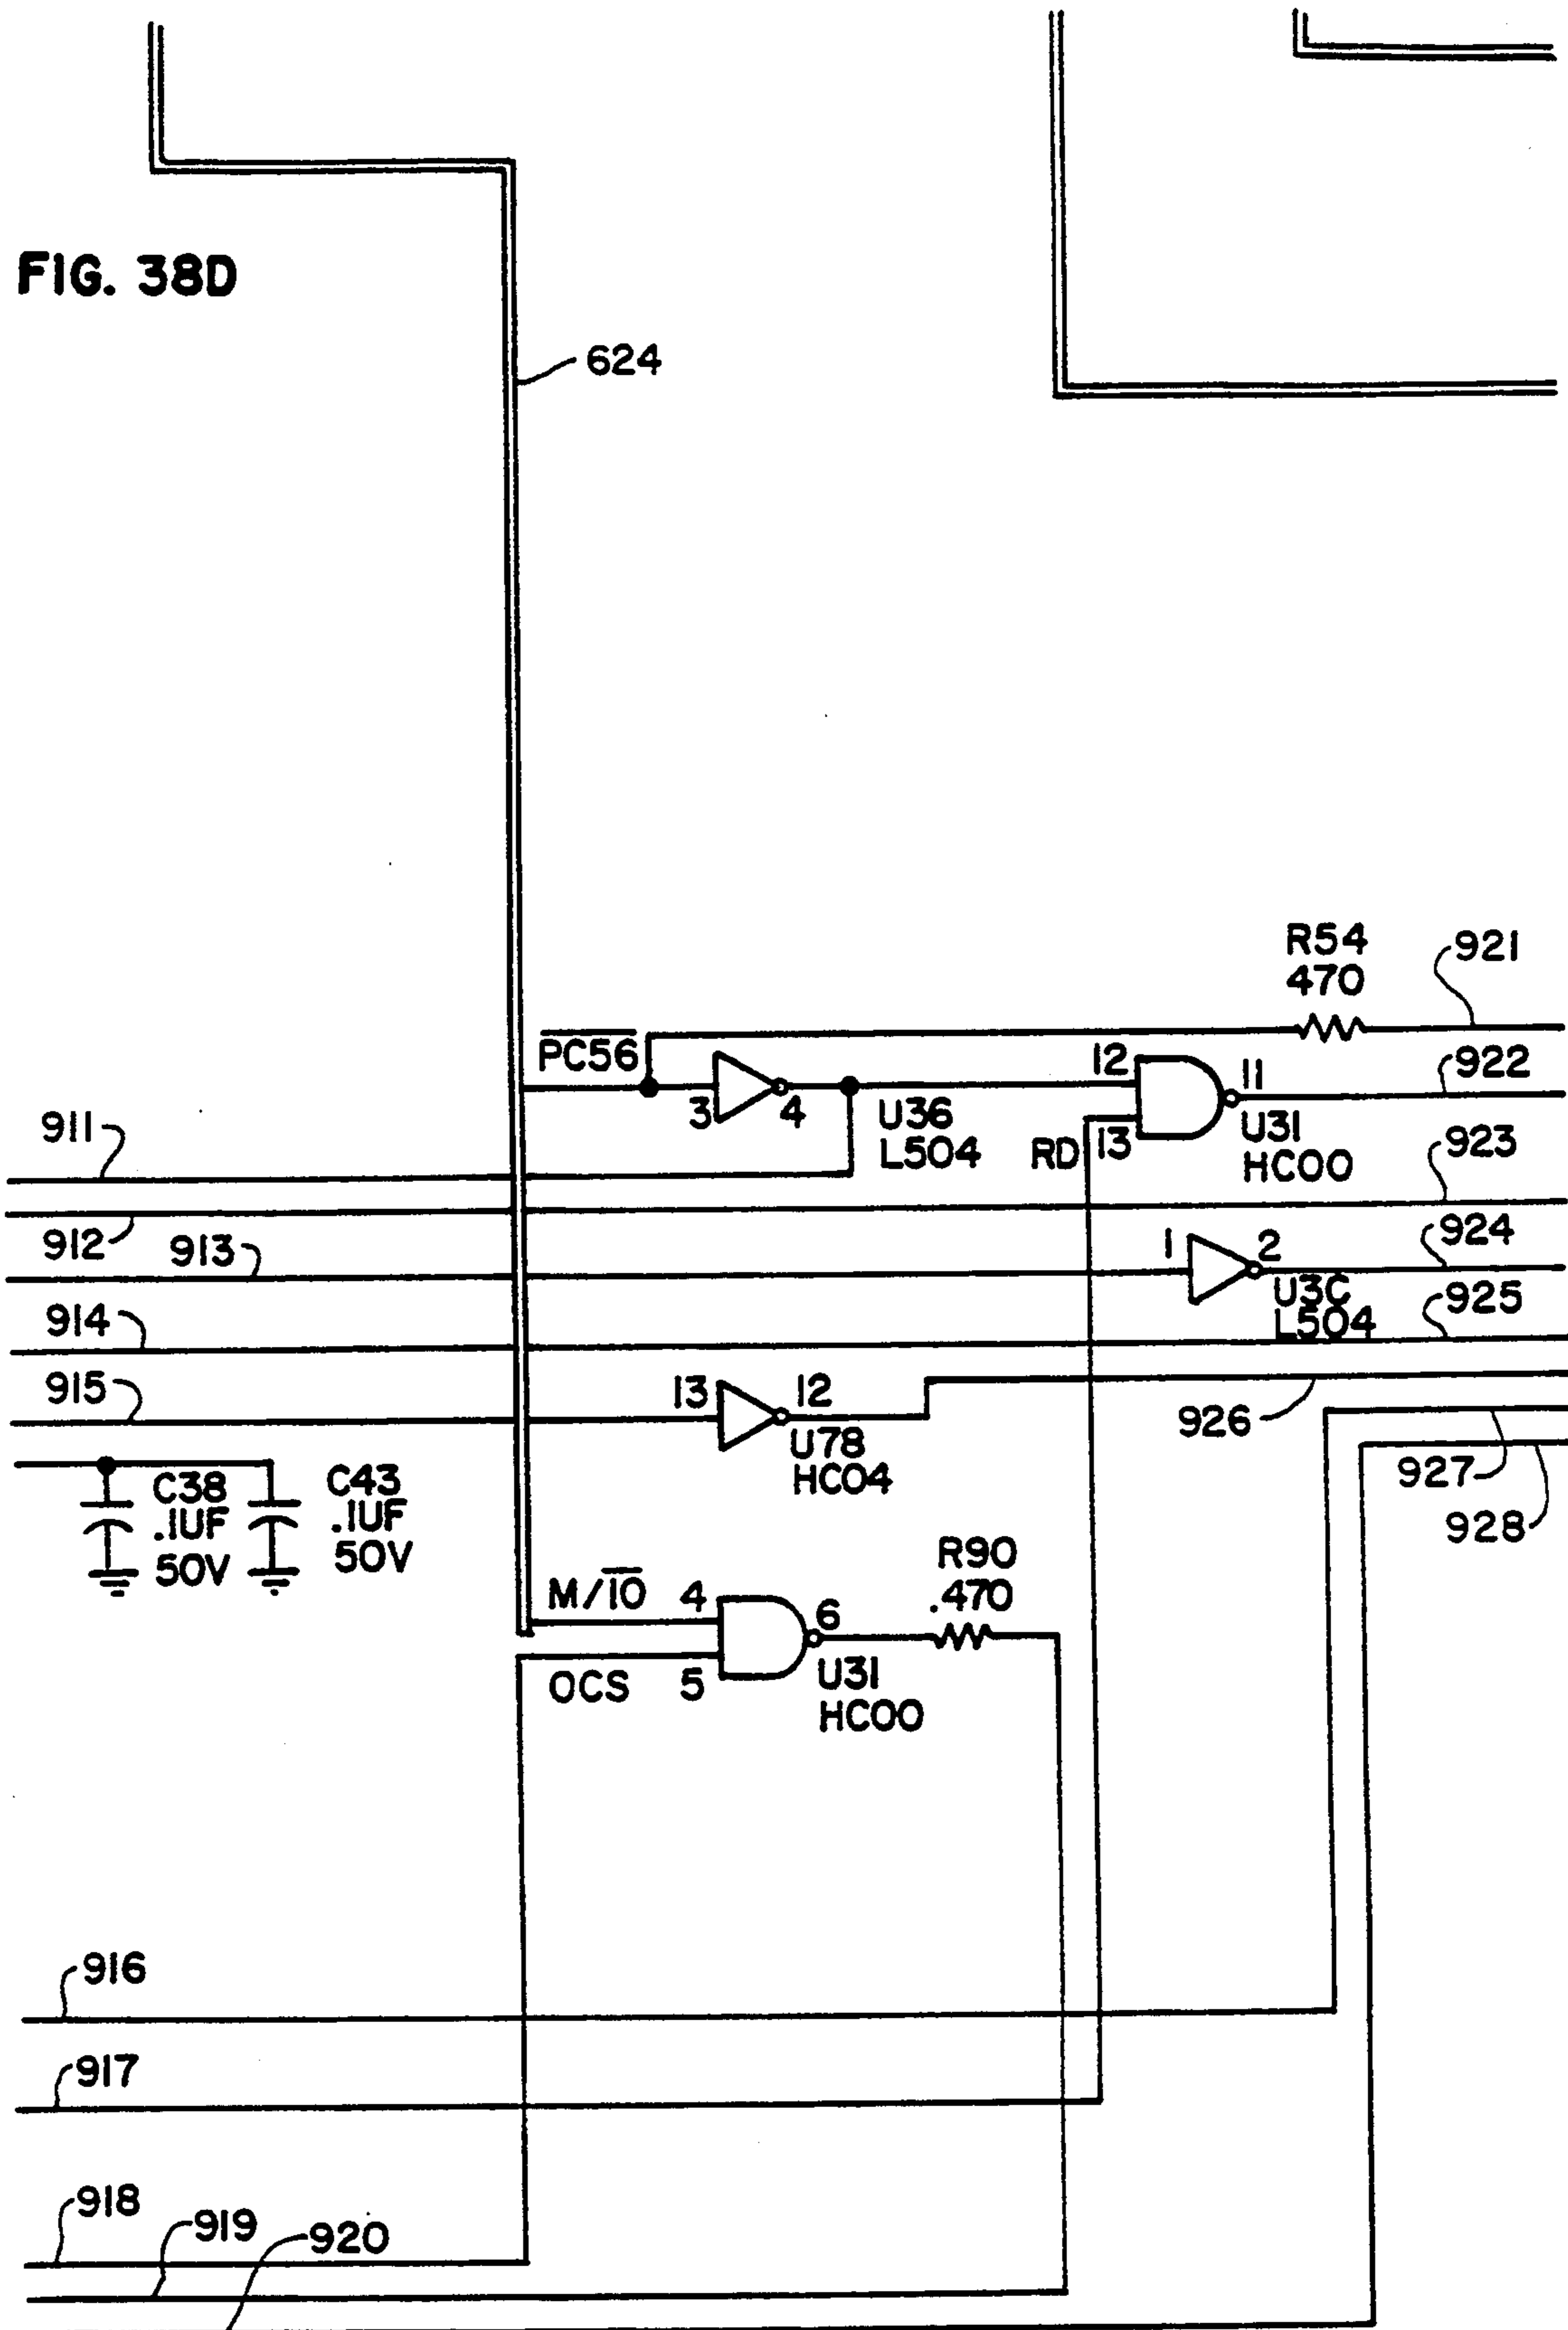 FIG. 38D
624
R54
470
921
PC56
12
11
922
3
4
U36
L504
RD
13
U31
HC00
911
923
912
913
1
2
924
U3C
L504
925
914
915
13
12
U78
HC04
926
927
928
C38
.1UF
50V
C43
.1UF
50V
M/IO
4
6
R90
.470
OCS
5
U31
HC00
916
917
918
919
920